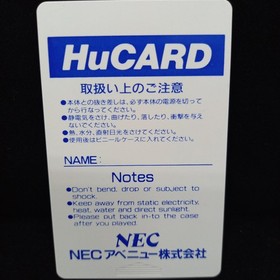 HuCARD
取扱い上のご注意
●本体との抜き差しは、必ず本体の電源を切って
から行なってください。
●静電気をさけ、曲げたり、落したり、衝撃を与え
ないでください。
●熱、水分、直射日光をさけてください。
●使用後はビニールケースに入れてください。
NAME:
Notes
●Don't bend, drop or subject to
shock.
●Keep away from static electricity,
heat, water and direct sunlight.
●Please put back in-to the case
after you played.
NEC
NECアベニュー株式会社